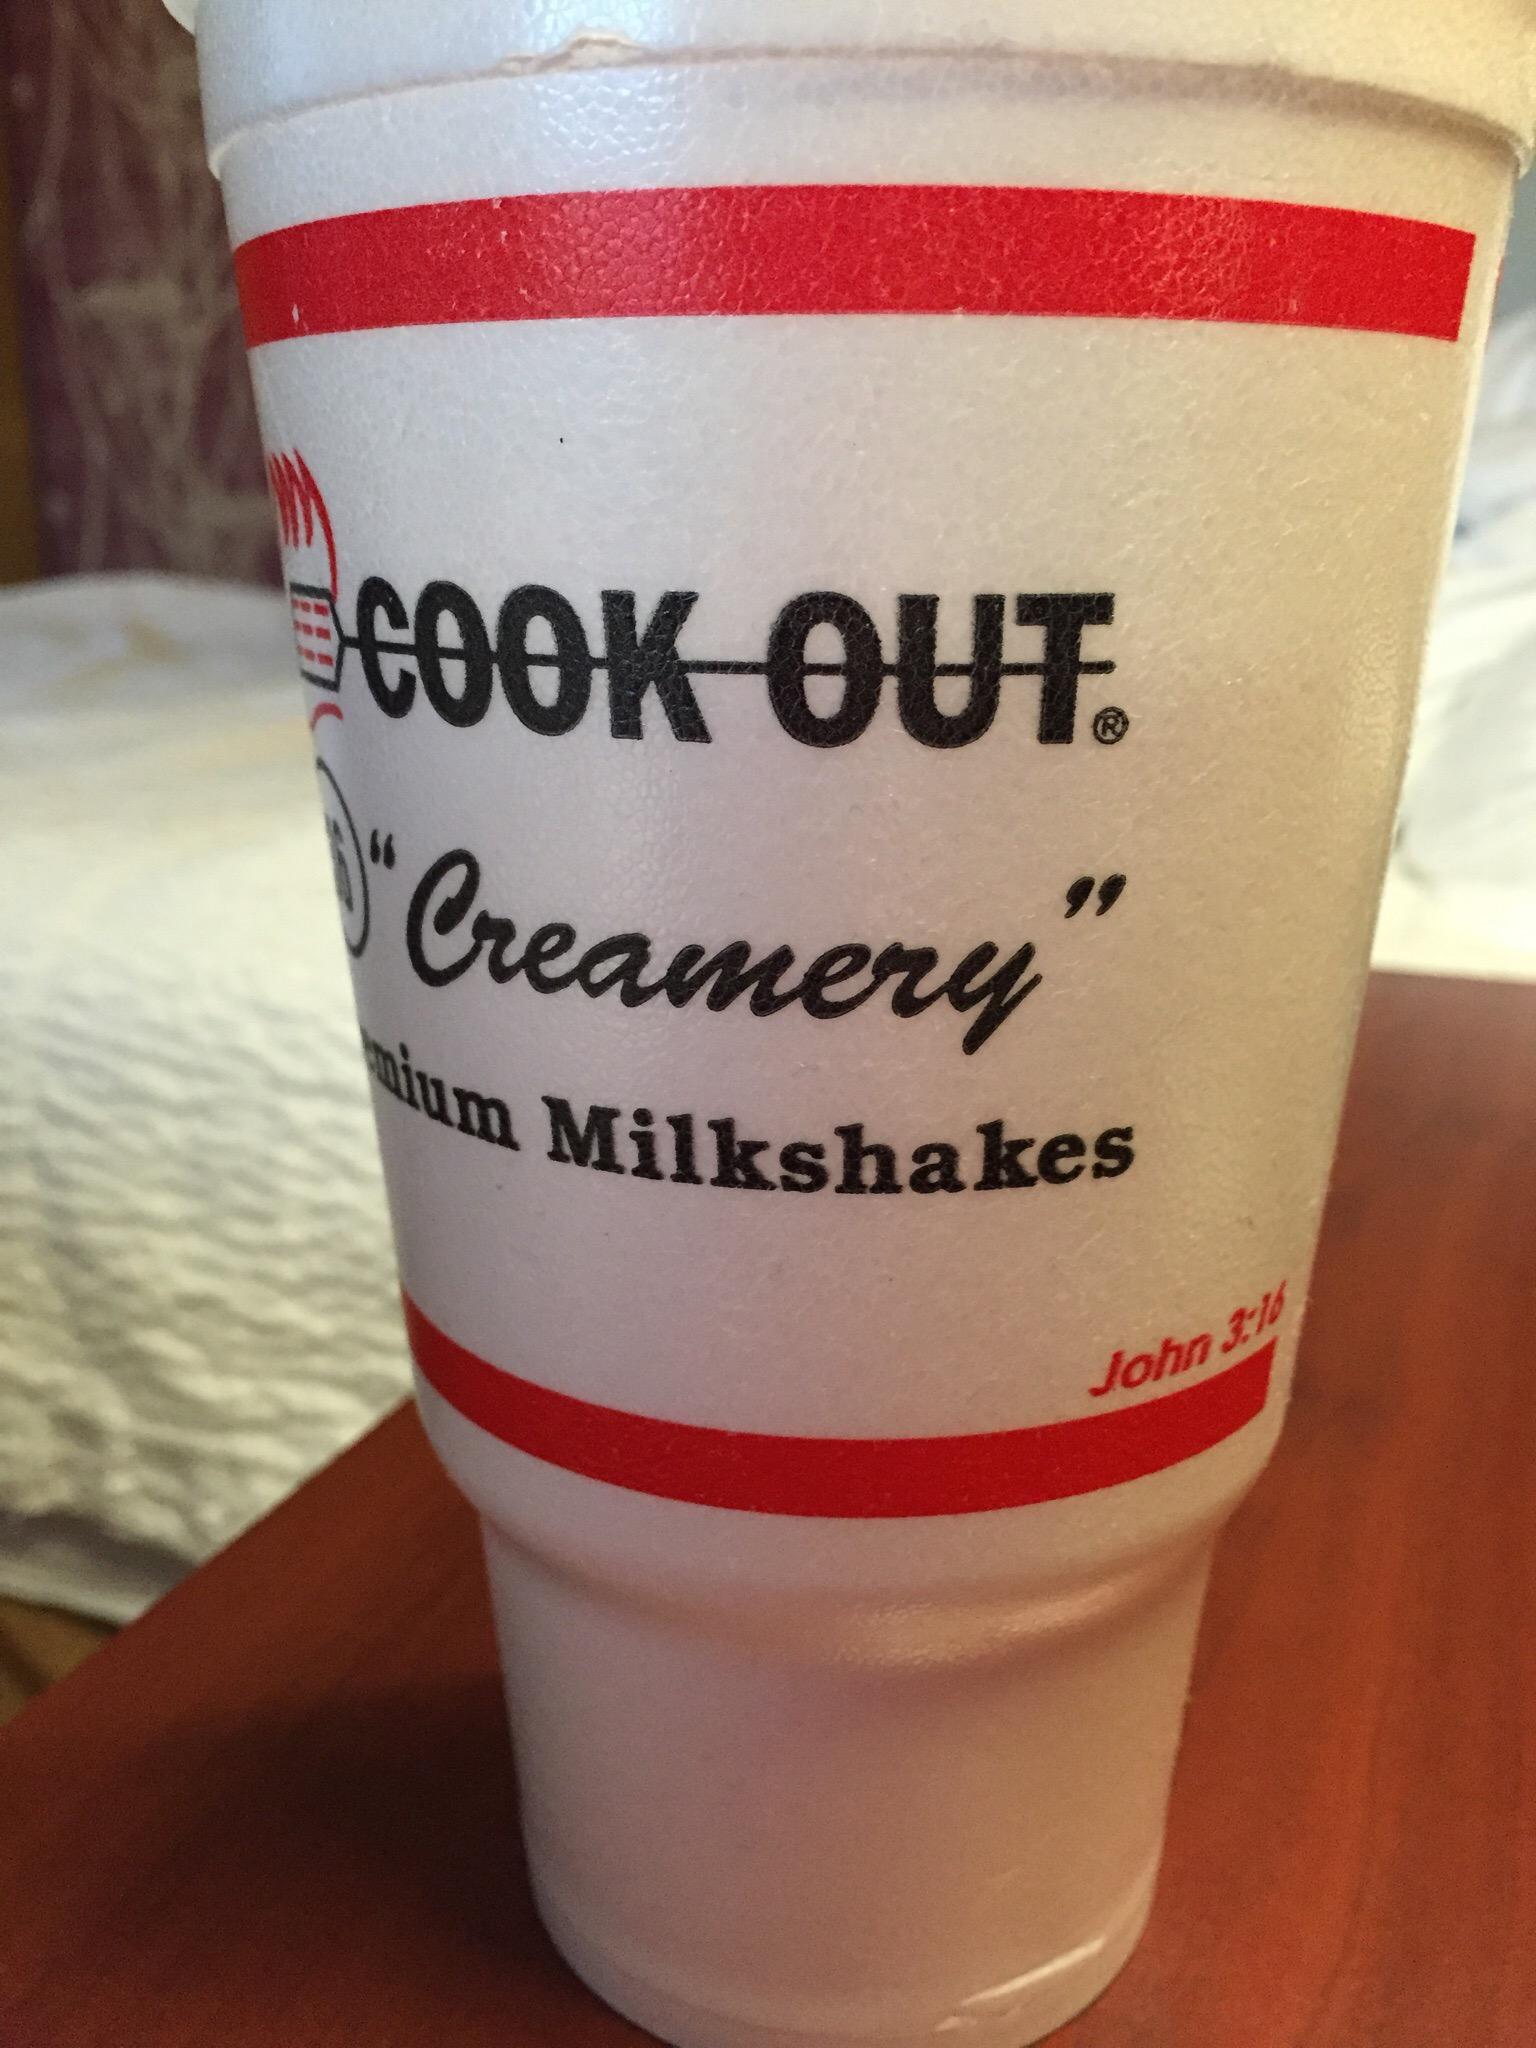 COOK OUT®
"Creamery"
Milkshakes
John 3:16